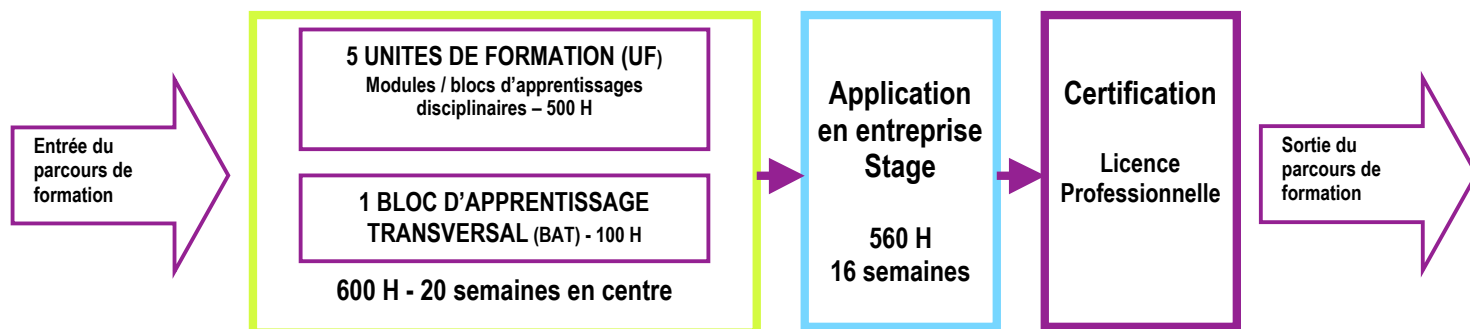 Entrée du
parcours de
formation
5 UNITES DE FORMATION (UF)
Modules / blocs d'apprentissages
disciplinaires – 500 H
1 BLOC D'APPRENTISSAGE
TRANSVERSAL (BAT) - 100 H
600 H - 20 semaines en centre
Application
en entreprise
Stage
560 H
16 semaines
Certification
Licence
Professionnelle
Sortie du
parcours de
formation